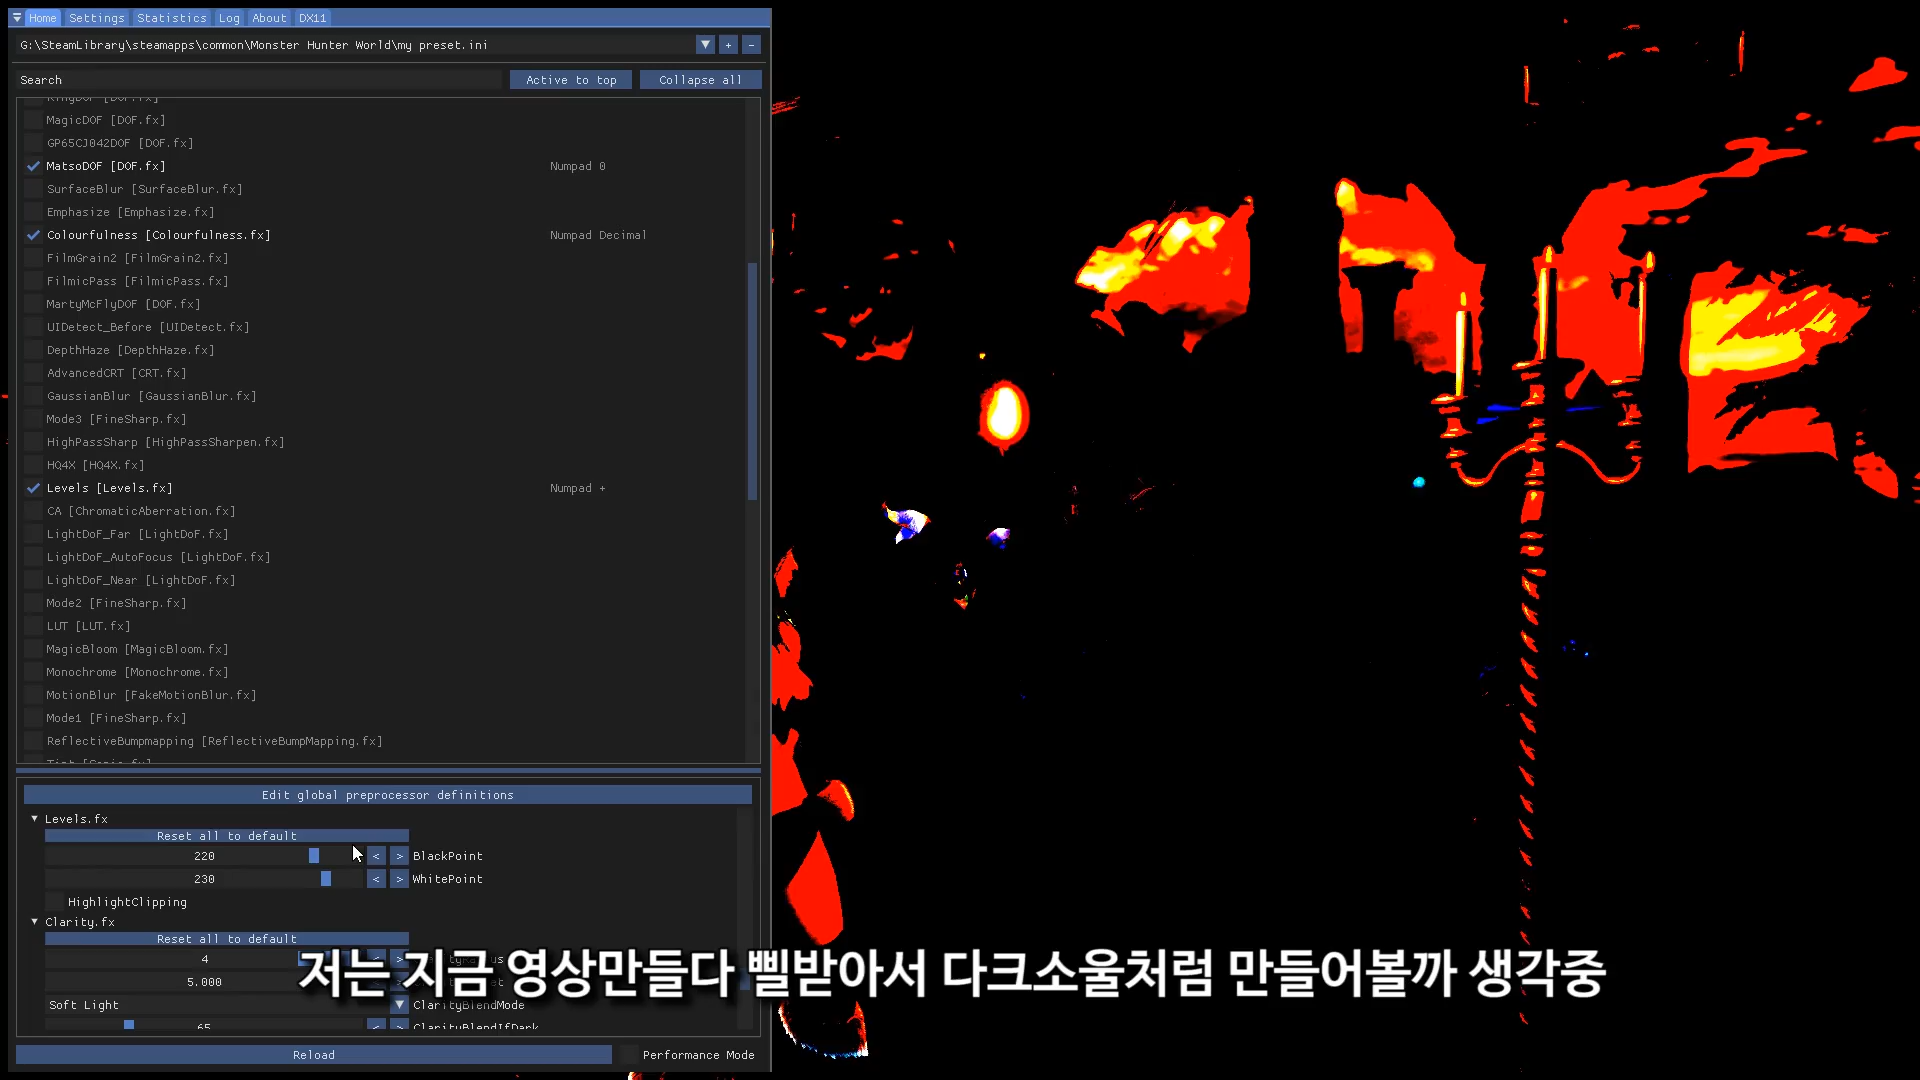 Home Settings Statistics Log About DX11
G:\SteamLibrary\steamapps\common\Monster Hunter World\my preset.ini
+ -
Search Active to top Collapse all
RingDOF [DOF.fx]
MagicDOF [DOF.fx]
GP65CJ042DOF [DOF.fx]
MatsoDOF [DOF.fx] Numpad 0
SurfaceBlur [SurfaceBlur.fx]
Emphasize [Emphasize.fx]
Colourfulness [Colourfulness.fx] Numpad Decimal
FilmGrain2 [FilmGrain2.fx]
FilmicPass [FilmicPass.fx]
MartyMcFlyDOF [DOF.fx]
UIDetect_Before [UIDetect.fx]
DepthHaze [DepthHaze.fx]
AdvancedCRT [CRT.fx]
GaussianBlur [GaussianBlur.fx]
Mode3 [FineSharp.fx]
HighPassSharp [HighPassSharpen.fx]
HQ4X [HQ4X.fx]
Levels [Levels.fx] Numpad +
CA [ChromaticAberration.fx]
LightDoF_Far [LightDoF.fx]
LightDoF_AutoFocus [LightDoF.fx]
LightDoF_Near [LightDoF.fx]
Mode2 [FineSharp.fx]
LUT [LUT.fx]
MagicBloom [MagicBloom.fx]
Monochrome [Monochrome.fx]
MotionBlur [FakeMotionBlur.fx]
Mode1 [FineSharp.fx]
ReflectiveBumpmapping [ReflectiveBumpMapping.fx]
Tint [Sepia.fx]
Edit global preprocessor definitions
Levels.fx
Reset all to default
220 < > BlackPoint
230 < > WhitePoint
HighlightClipping
Clarity.fx
Reset all to default
4
저는 지금 영상만들다 삘받아서 다크소울처럼 만들어볼까 생각중
5.000
Soft Light ClarityBlendMode
65 < > ClarityBlendIfDark
Reload Performance Mode